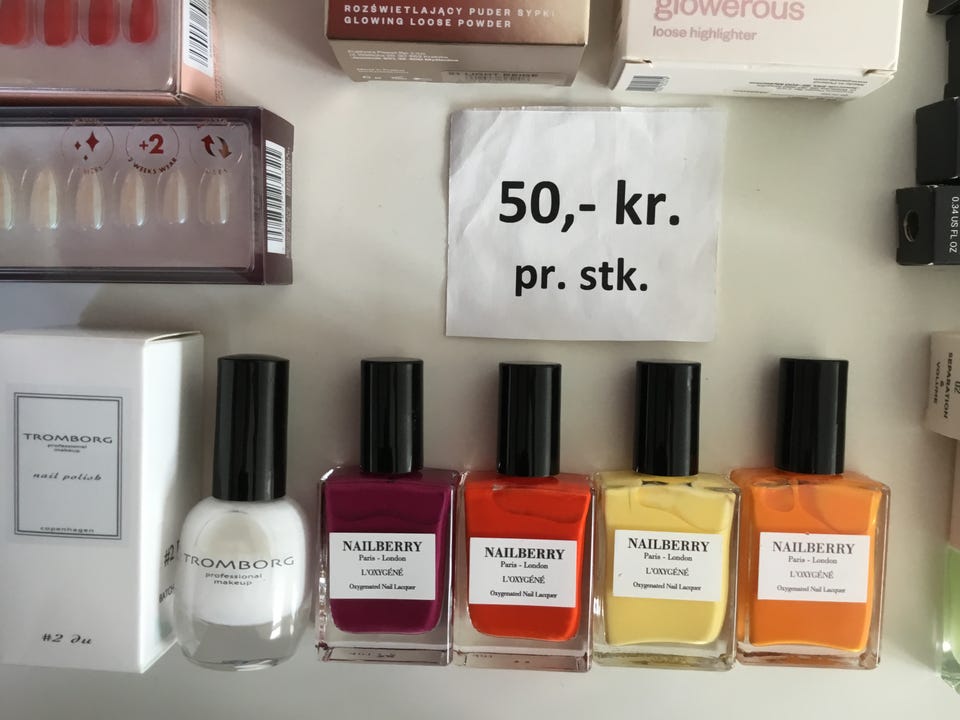 ROZŚWIETLAJĄCY PUDER SYPKI
GLOWING LOOSE POWDER
glowerous
loose highlighter
+2
50,- kr.
pr. stk.
0.34 US FL OZ
02
SEPARATION
&
VOLUME
TROMBORG
professional
makeup
nail polish
copenhagen
#2 du
TROMBORG
professional
makeup
NAILBERRY
Paris - London
L'OXYGÉNÉ
Oxygenated Nail Lacquer
NAILBERRY
Paris - London
L'OXYGÉNÉ
Oxygenated Nail Lacquer
NAILBERRY
Paris - London
L'OXYGÉNÉ
Oxygenated Nail Lacquer
NAILBERRY
Paris - London
L'OXYGÉNÉ
Oxygenated Nail Lacquer